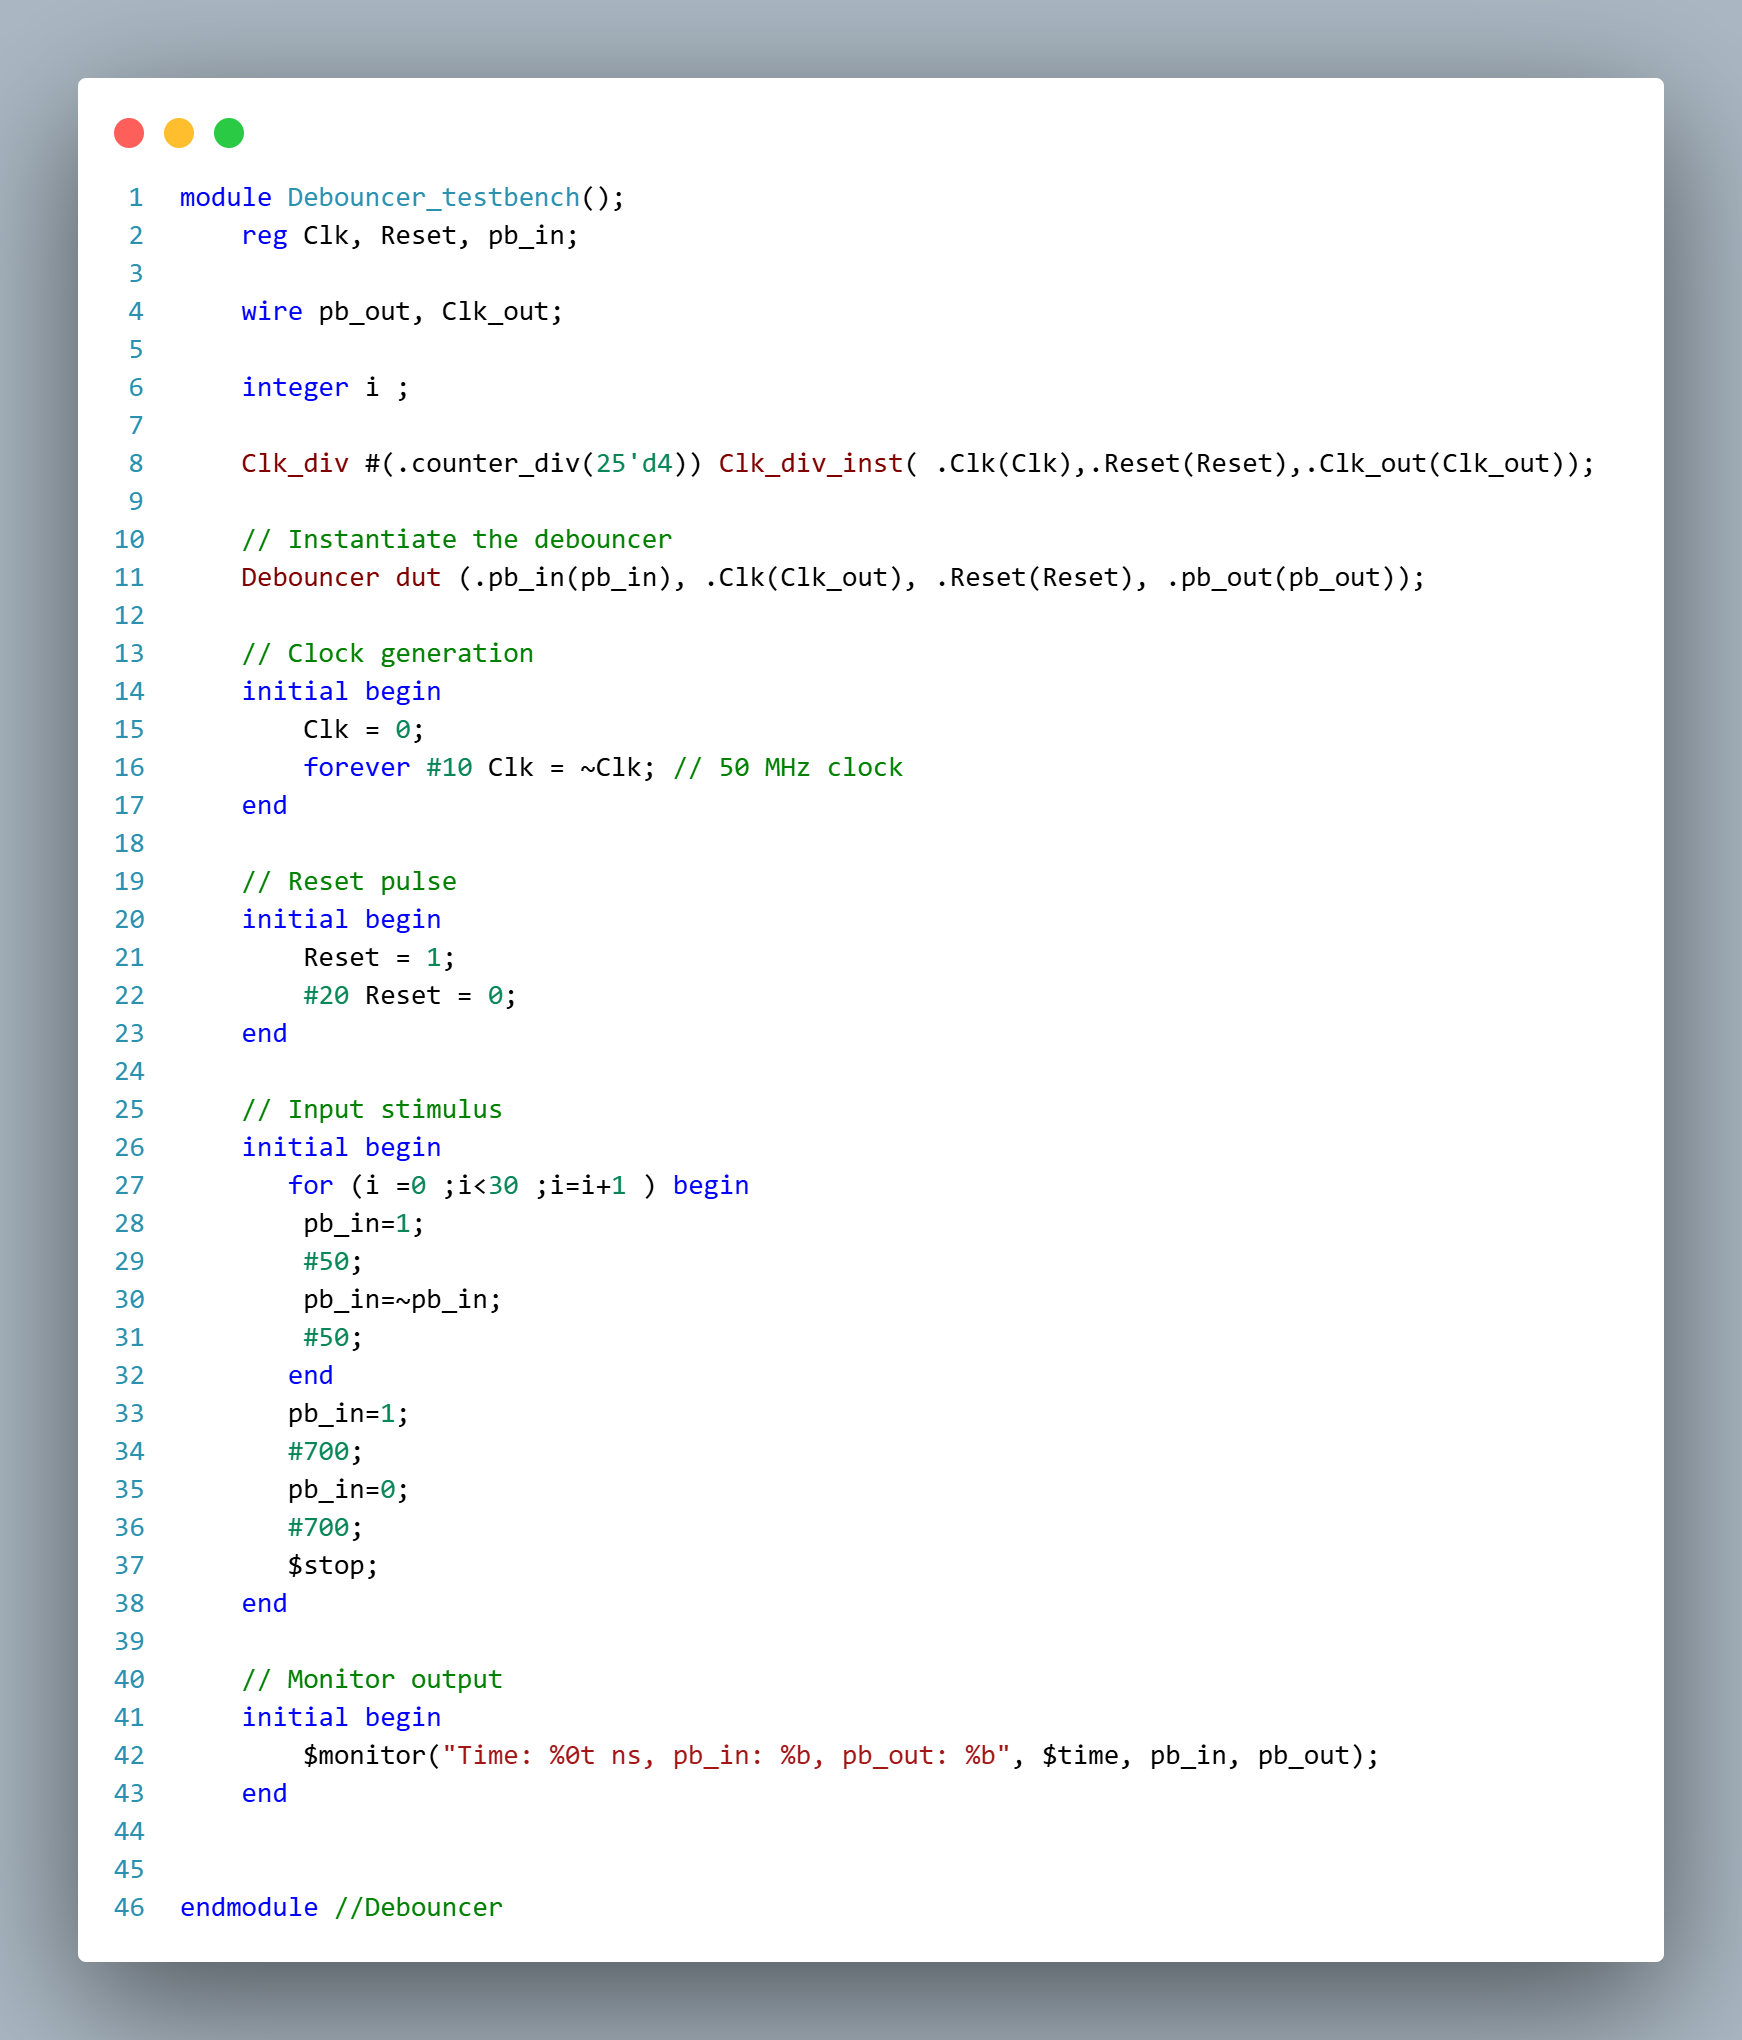 1 module Debouncer_testbench();
2 reg Clk, Reset, pb_in;
3
4 wire pb_out, Clk_out;
5
6 integer i ;
7
8 Clk_div #(.counter_div(25'd4)) Clk_div_inst( .Clk(Clk),.Reset(Reset),.Clk_out(Clk_out));
9
10 // Instantiate the debouncer
11 Debouncer dut (.pb_in(pb_in), .Clk(Clk_out), .Reset(Reset), .pb_out(pb_out));
12
13 // Clock generation
14 initial begin
15 Clk = 0;
16 forever #10 Clk = ~Clk; // 50 MHz clock
17 end
18
19 // Reset pulse
20 initial begin
21 Reset = 1;
22 #20 Reset = 0;
23 end
24
25 // Input stimulus
26 initial begin
27 for (i =0 ;i<30 ;i=i+1 ) begin
28 pb_in=1;
29 #50;
30 pb_in=~pb_in;
31 #50;
32 end
33 pb_in=1;
34 #700;
35 pb_in=0;
36 #700;
37 $stop;
38 end
39
40 // Monitor output
41 initial begin
42 $monitor("Time: %0t ns, pb_in: %b, pb_out: %b", $time, pb_in, pb_out);
43 end
44
45
46 endmodule //Debouncer